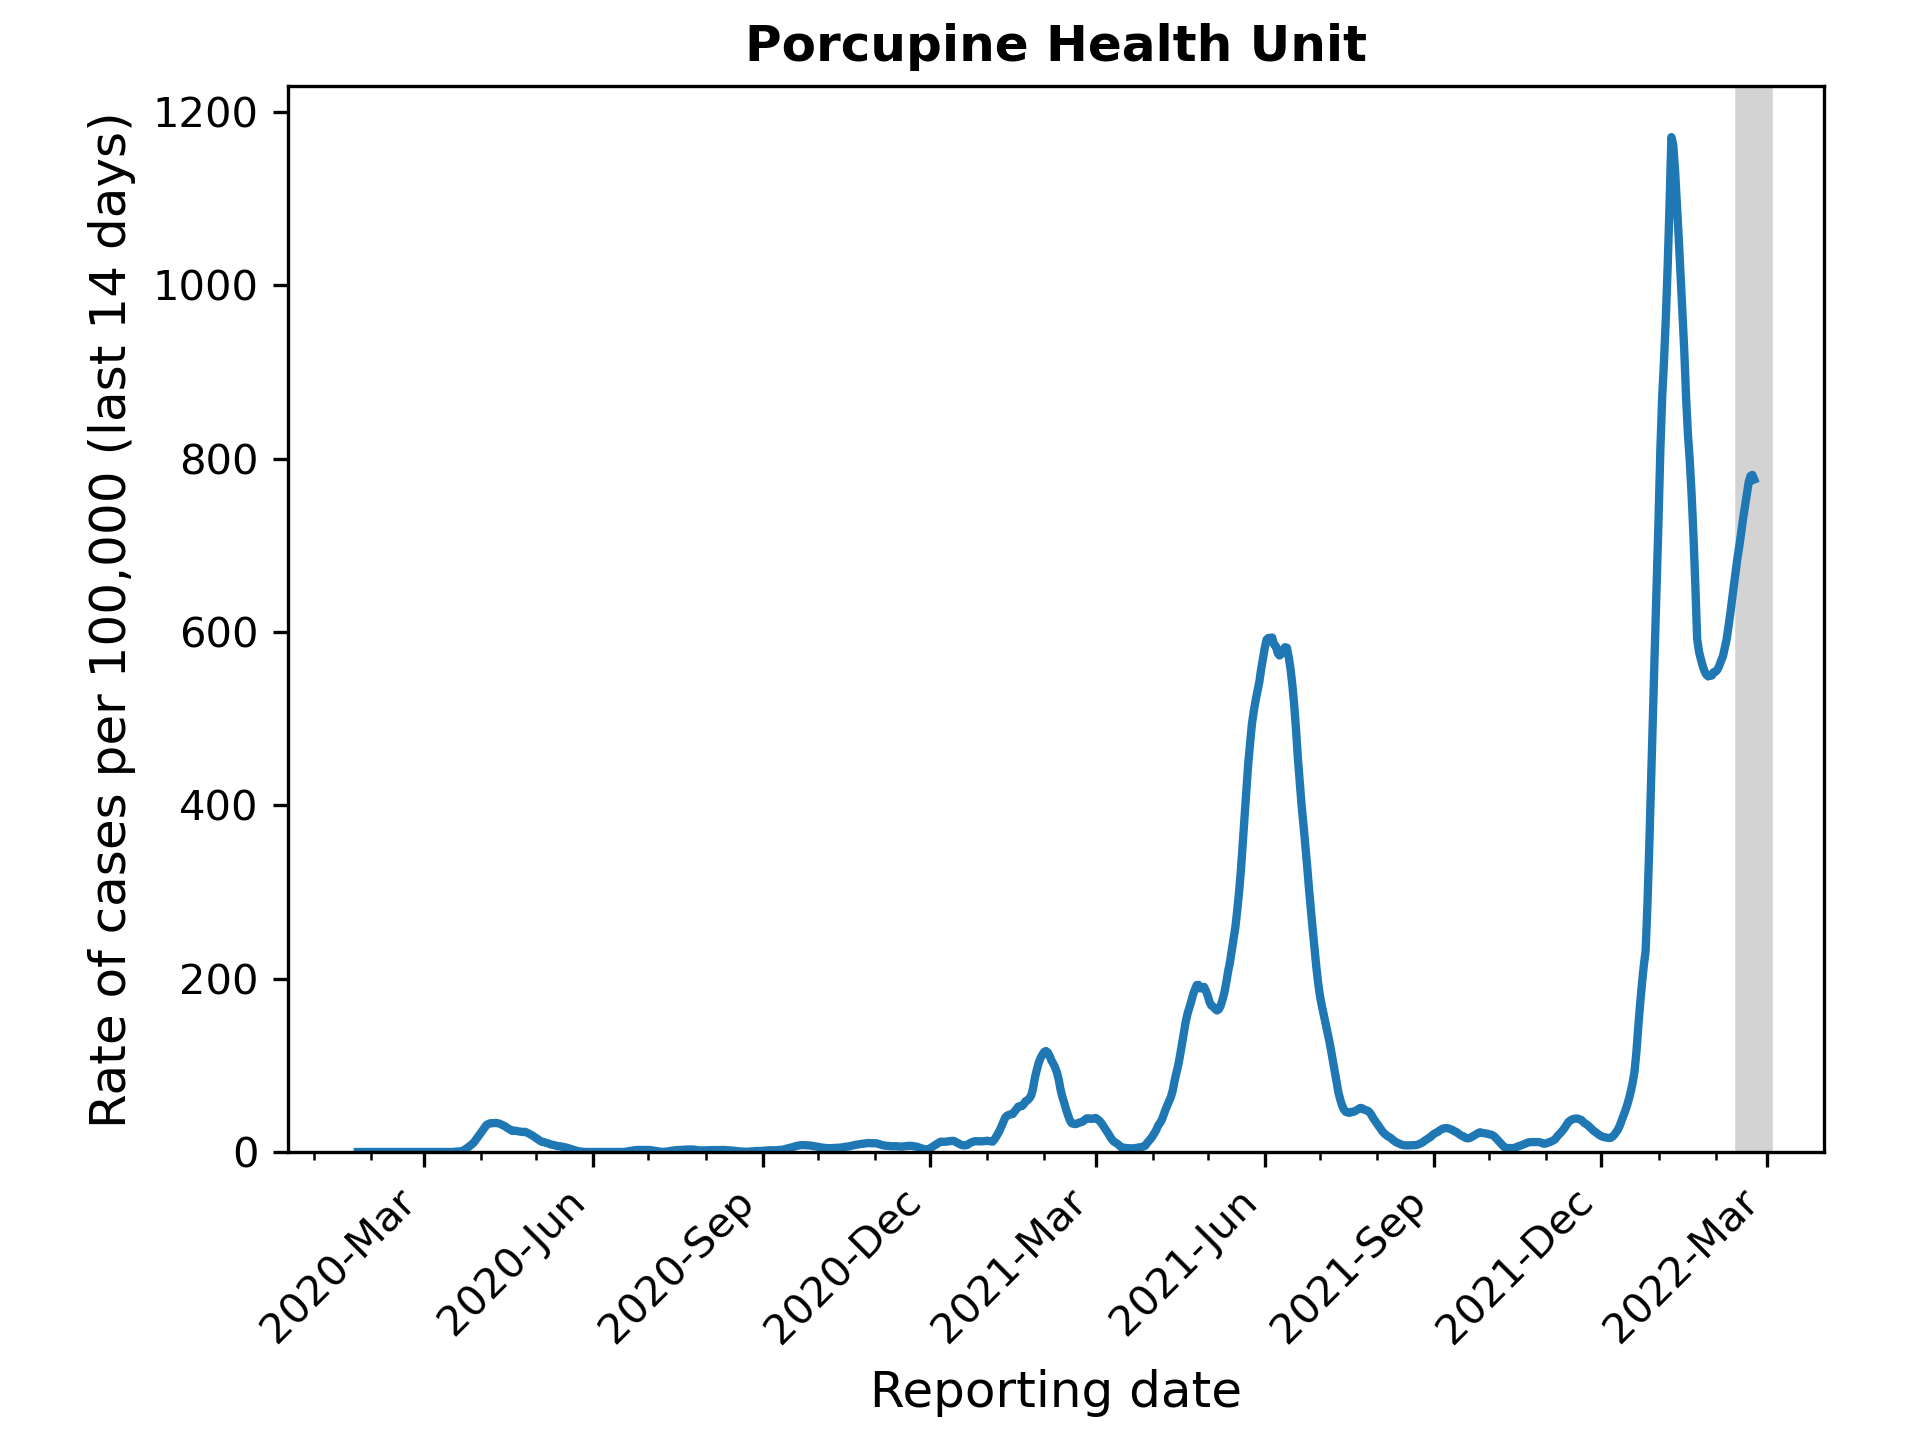 Porcupine Health Unit
Rate of cases per 100,000 (last 14 days)
1200
1000
800
600
400
200
0
2020-Mar
2020-Jun
2020-Sep
2020-Dec
2021-Mar
2021-Jun
2021-Sep
2021-Dec
2022-Mar
Reporting date